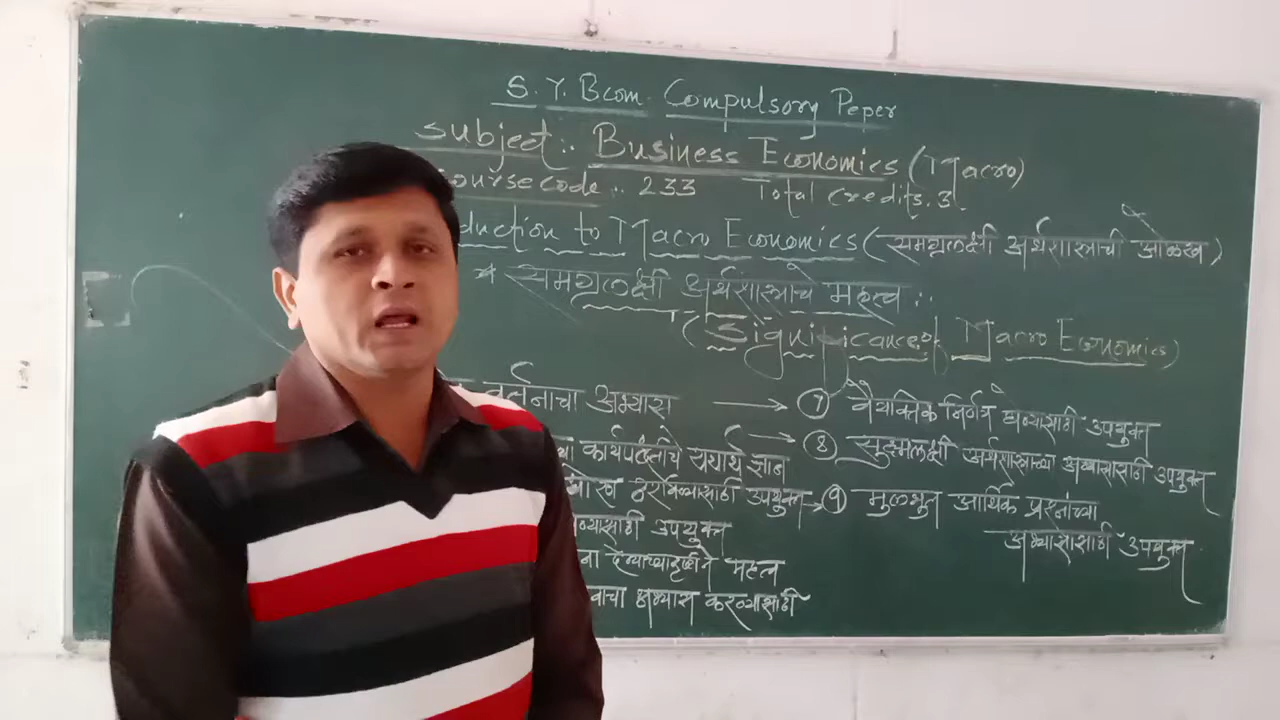 S. Y. Bcom. Compulsory Peper
Subject :. Business Economics (Macro)
ourse code :. 233 Total credits. 3
duction to Macro Economics (समग्रलक्षी अर्थशास्त्राची ओळख)
* समग्रलक्षी अर्थशास्त्राचे महत्व :.
(Significance of Macro Economics)
वर्तनाचा अभ्यास → ⑦ वैयक्तिक निर्णय घेण्यासाठी उपयुक्त
च्या कार्यपद्धतीचे यथार्थ ज्ञान → ⑧ सूक्ष्मलक्षी अर्थशास्त्राच्या अभ्यासासाठी उपयुक्त
ठरविण्यासाठी उपयुक्त → ⑨ मुलभुत आर्थिक प्रश्नांच्या
अभ्यासासाठी उपयुक्त
ण्यासाठी उपयुक्त
महत्व
अभ्यास करण्यासाठी